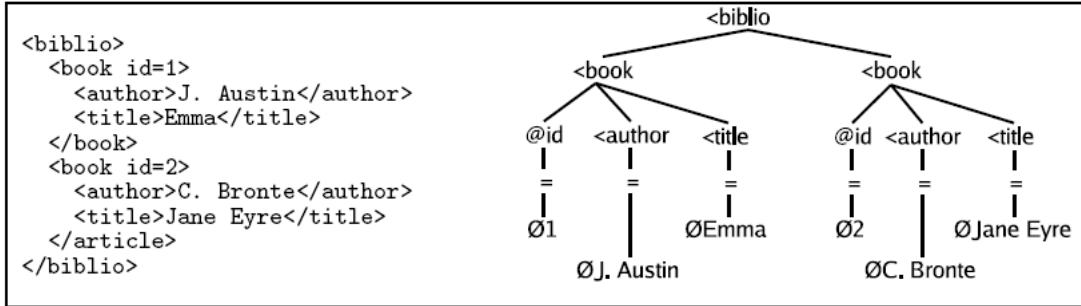 <biblio>
<book id=1>
<author>J. Austin</author>
<title>Emma</title>
</book>
<book id=2>
<author>C. Bronte</author>
<title>Jane Eyre</title>
</article>
</biblio>
<biblio
<book <book
@id <author <title @id <author <title
= = = = = =
Ø1 ØEmma Ø2 ØJane Eyre
ØJ. Austin ØC. Bronte